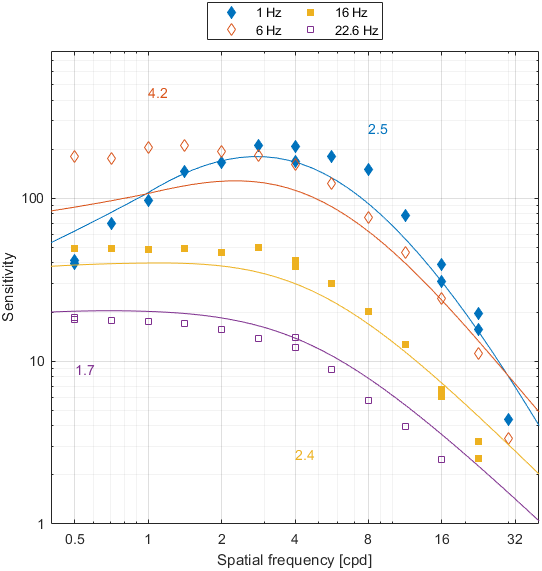 1 Hz 16 Hz
6 Hz 22.6 Hz
4.2
2.5
100
Sensitivity
10
1.7
2.4
1
0.5 1 2 4 8 16 32
Spatial frequency [cpd]